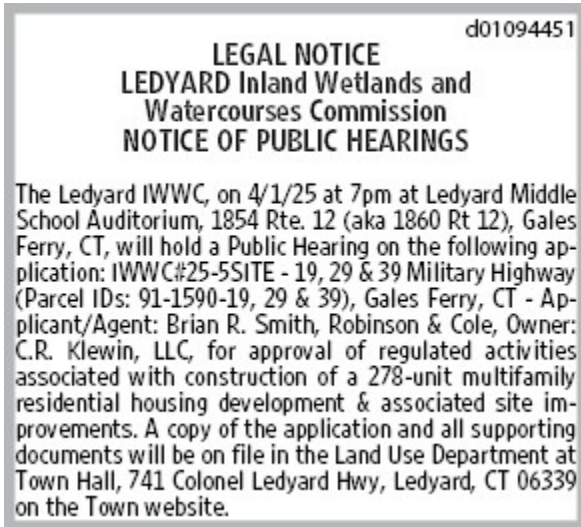 d01094451
LEGAL NOTICE
LEDYARD Inland Wetlands and
Watercourses Commission
NOTICE OF PUBLIC HEARINGS
The Ledyard IWWC, on 4/1/25 at 7pm at Ledyard Middle
School Auditorium, 1854 Rte. 12 (aka 1860 Rt 12), Gales
Ferry, CT, will hold a Public Hearing on the following ap-
plication: IWWC#25-5SITE - 19, 29 & 39 Military Highway
(Parcel IDs: 91-1590-19, 29 & 39), Gales Ferry, CT - Ap-
plicant/Agent: Brian R. Smith, Robinson & Cole, Owner:
C.R. Klewin, LLC, for approval of regulated activities
associated with construction of a 278-unit multifamily
residential housing development & associated site im-
provements. A copy of the application and all supporting
documents will be on file in the Land Use Department at
Town Hall, 741 Colonel Ledyard Hwy, Ledyard, CT 06339
on the Town website.